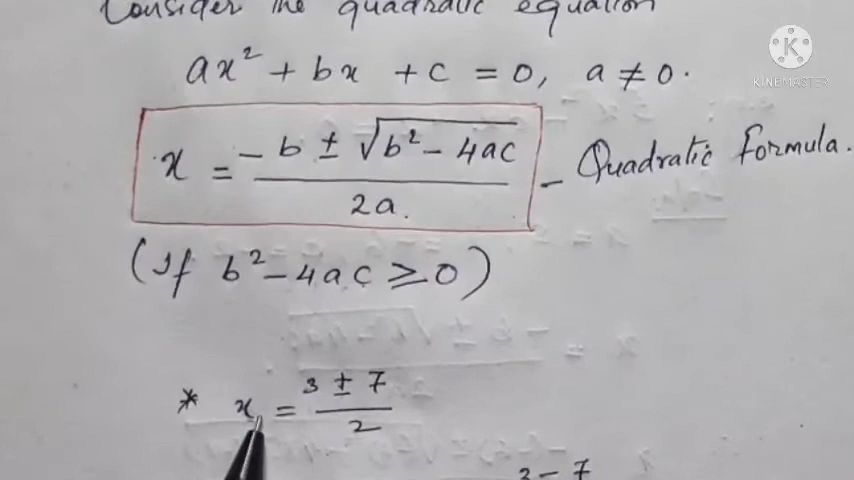 Consider the quadratic equation
ax² + bx + c = 0, a ≠ 0.
x = -b ± √b² - 4ac / 2a. - Quadratic Formula.
(If b² - 4ac ≥ 0)
* x = 3 ± 7 / 2
3 - 7
K
KINEMASTER